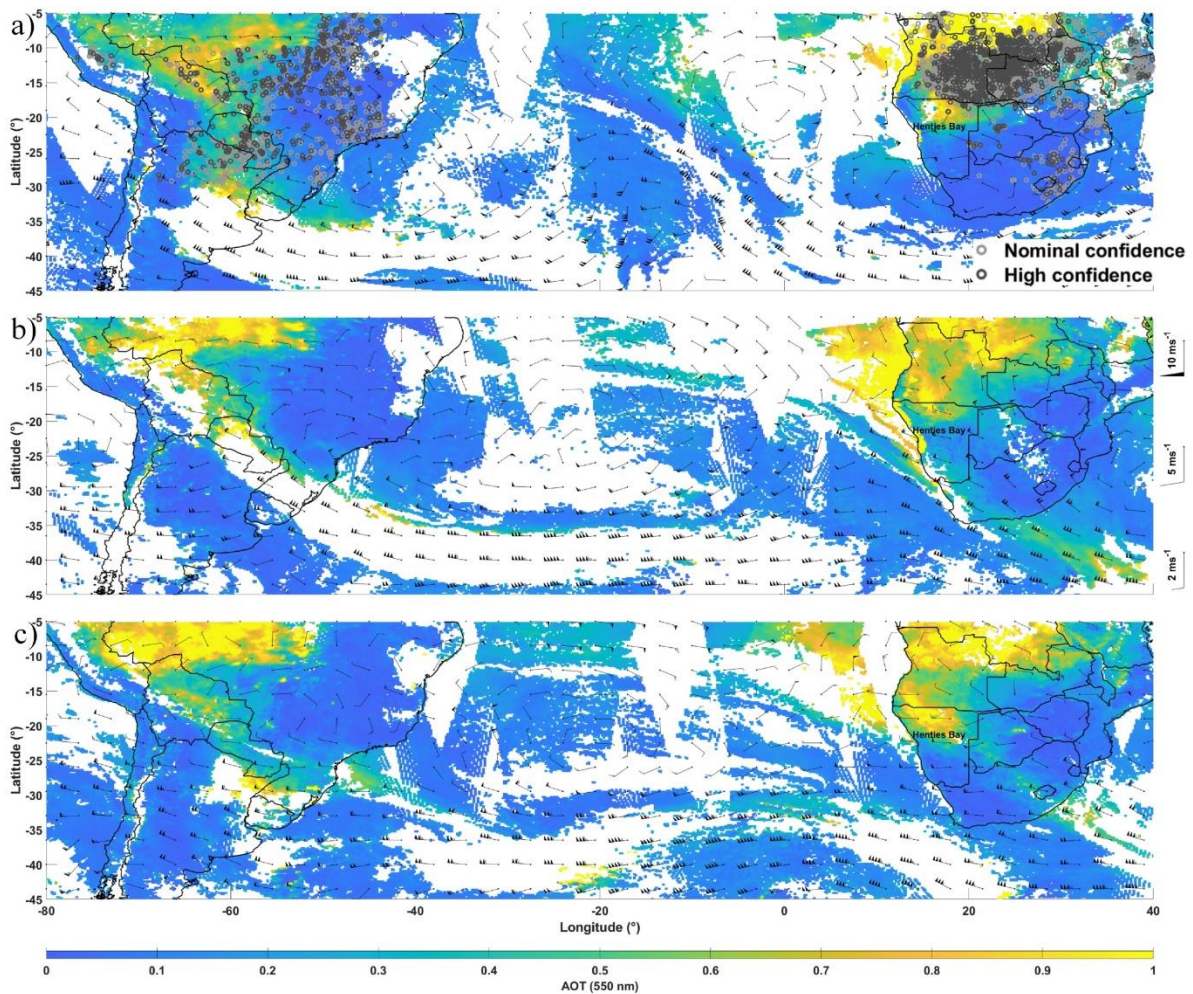 a)
-5
-10
-15
-20
-25
-30
-35
-40
-45
Latitude (°)
Henties Bay
Nominal confidence
High confidence
b)
-5
-10
-15
-20
-25
-30
-35
-40
-45
Latitude (°)
Henties Bay
10 ms-1
5 ms-1
2 ms-1
c)
-5
-10
-15
-20
-25
-30
-35
-40
-45
Latitude (°)
Henties Bay
-80 -60 -40 -20 0 20 40
Longitude (°)
0 0.1 0.2 0.3 0.4 0.5 0.6 0.7 0.8 0.9 1
AOT (550 nm)